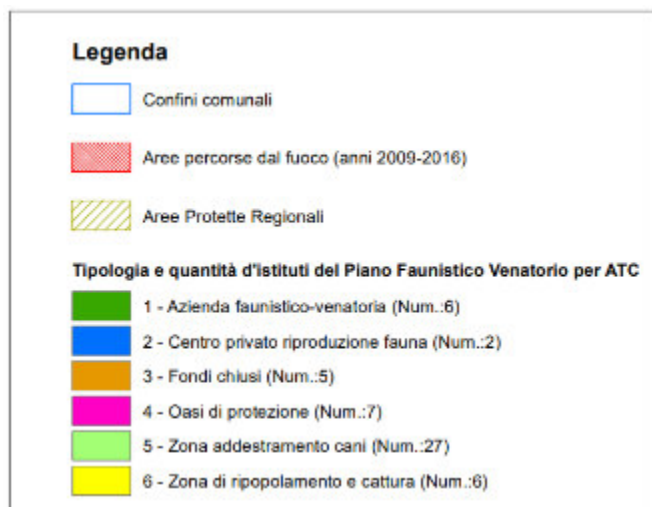 Legenda
Confini comunali
Aree percorse dal fuoco (anni 2009-2016)
Aree Protette Regionali
Tipologia e quantità d'istituti del Piano Faunistico Venatorio per ATC
1 - Azienda faunistico-venatoria (Num.:6)
2 - Centro privato riproduzione fauna (Num.:2)
3 - Fondi chiusi (Num.:5)
4 - Oasi di protezione (Num.:7)
5 - Zona addestramento cani (Num.:27)
6 - Zona di ripopolamento e cattura (Num.:6)